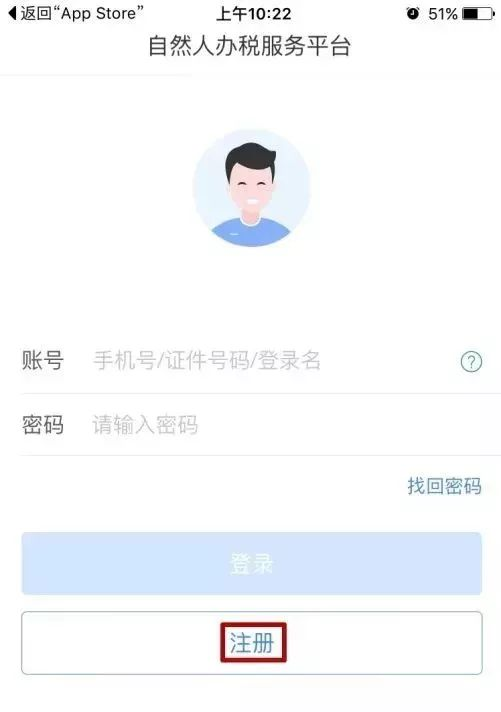 返回“App Store”
上午10:22
51%
自然人办税服务平台
账号 手机号/证件号码/登录名 ?
密码 请输入密码
找回密码
登录
注册